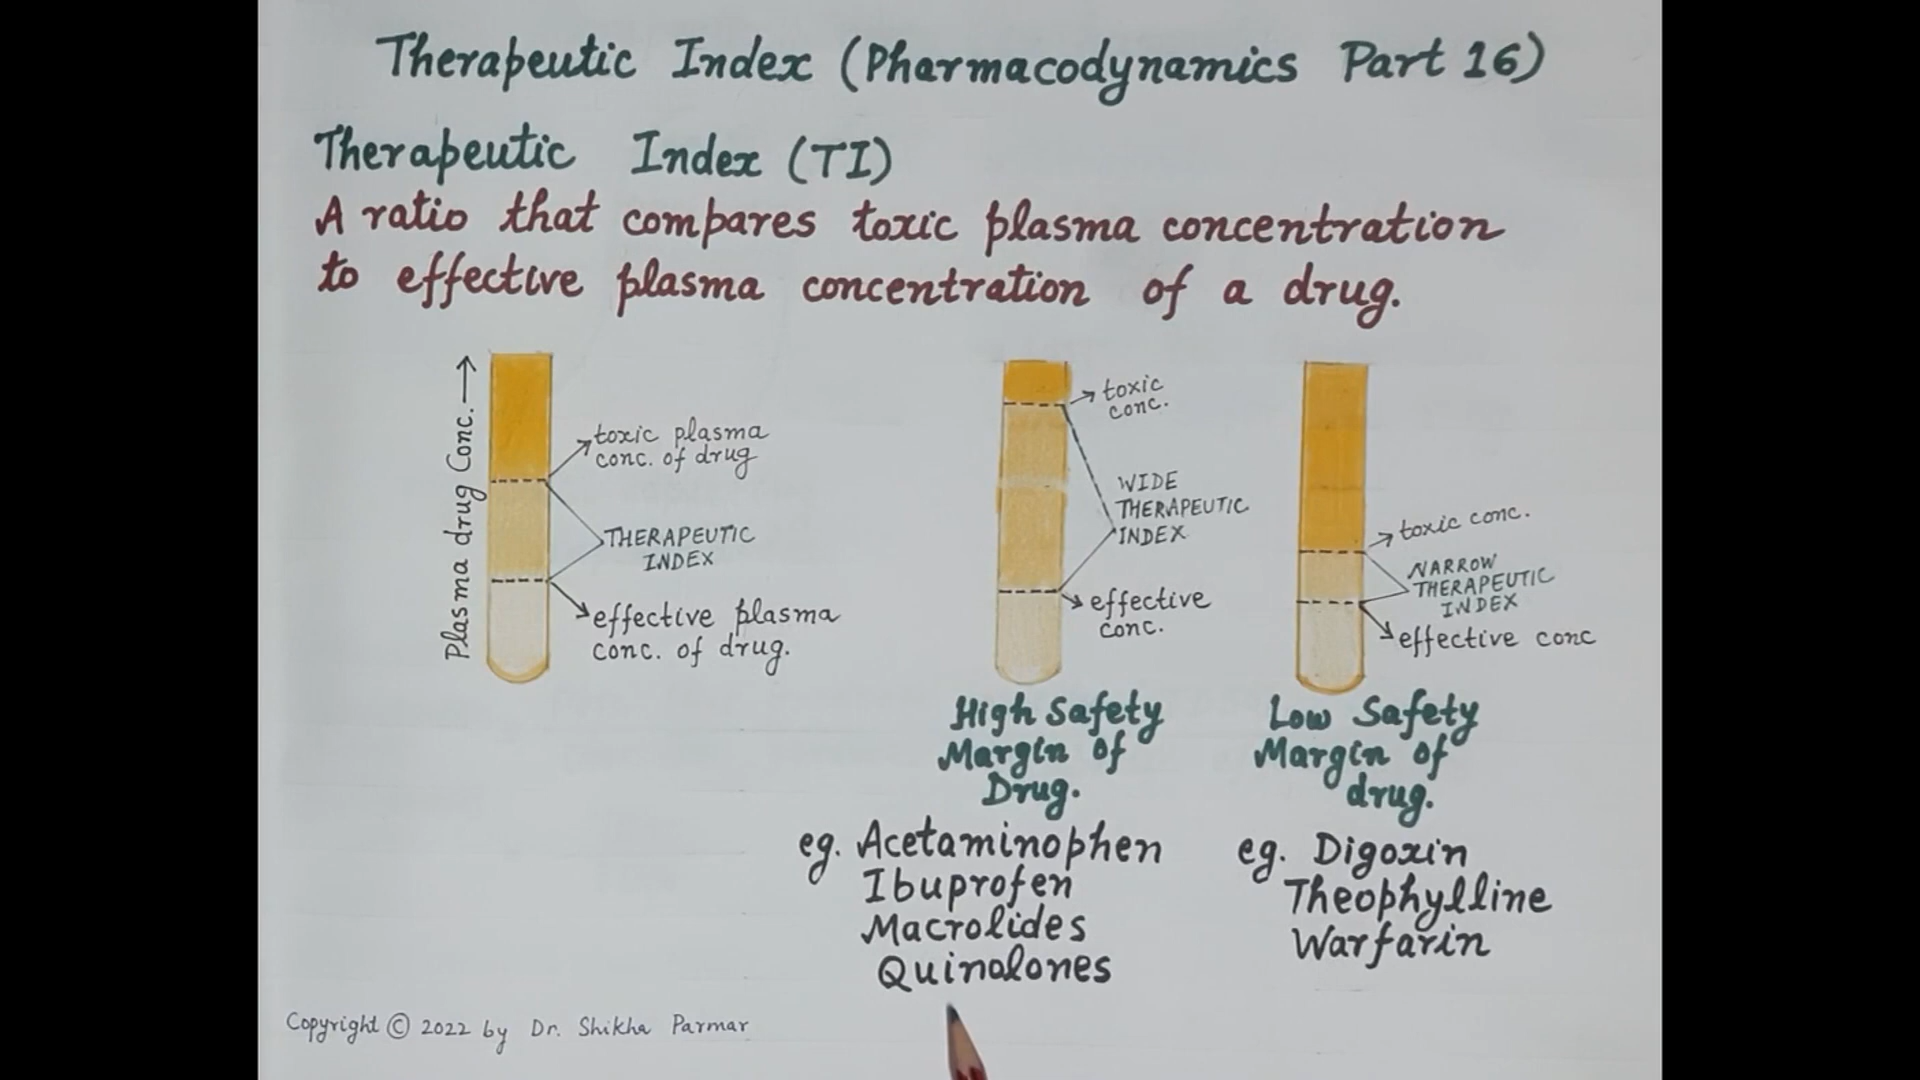 Therapeutic Index (Pharmacodynamics Part 16)
Therapeutic Index (TI)
A ratio that compares toxic plasma concentration
to effective plasma concentration of a drug.
Plasma drug Conc.
toxic plasma
conc. of drug
THERAPEUTIC
INDEX
effective plasma
conc. of drug.
toxic
conc.
WIDE
THERAPEUTIC
INDEX
effective
conc.
High Safety
Margin of
Drug.
eg. Acetaminophen
Ibuprofen
Macrolides
Quinolones
toxic conc.
NARROW
THERAPEUTIC
INDEX
effective conc
Low Safety
Margin of
drug.
eg. Digoxin
Theophylline
Warfarin
Copyright © 2022 by Dr. Shikha Parmar